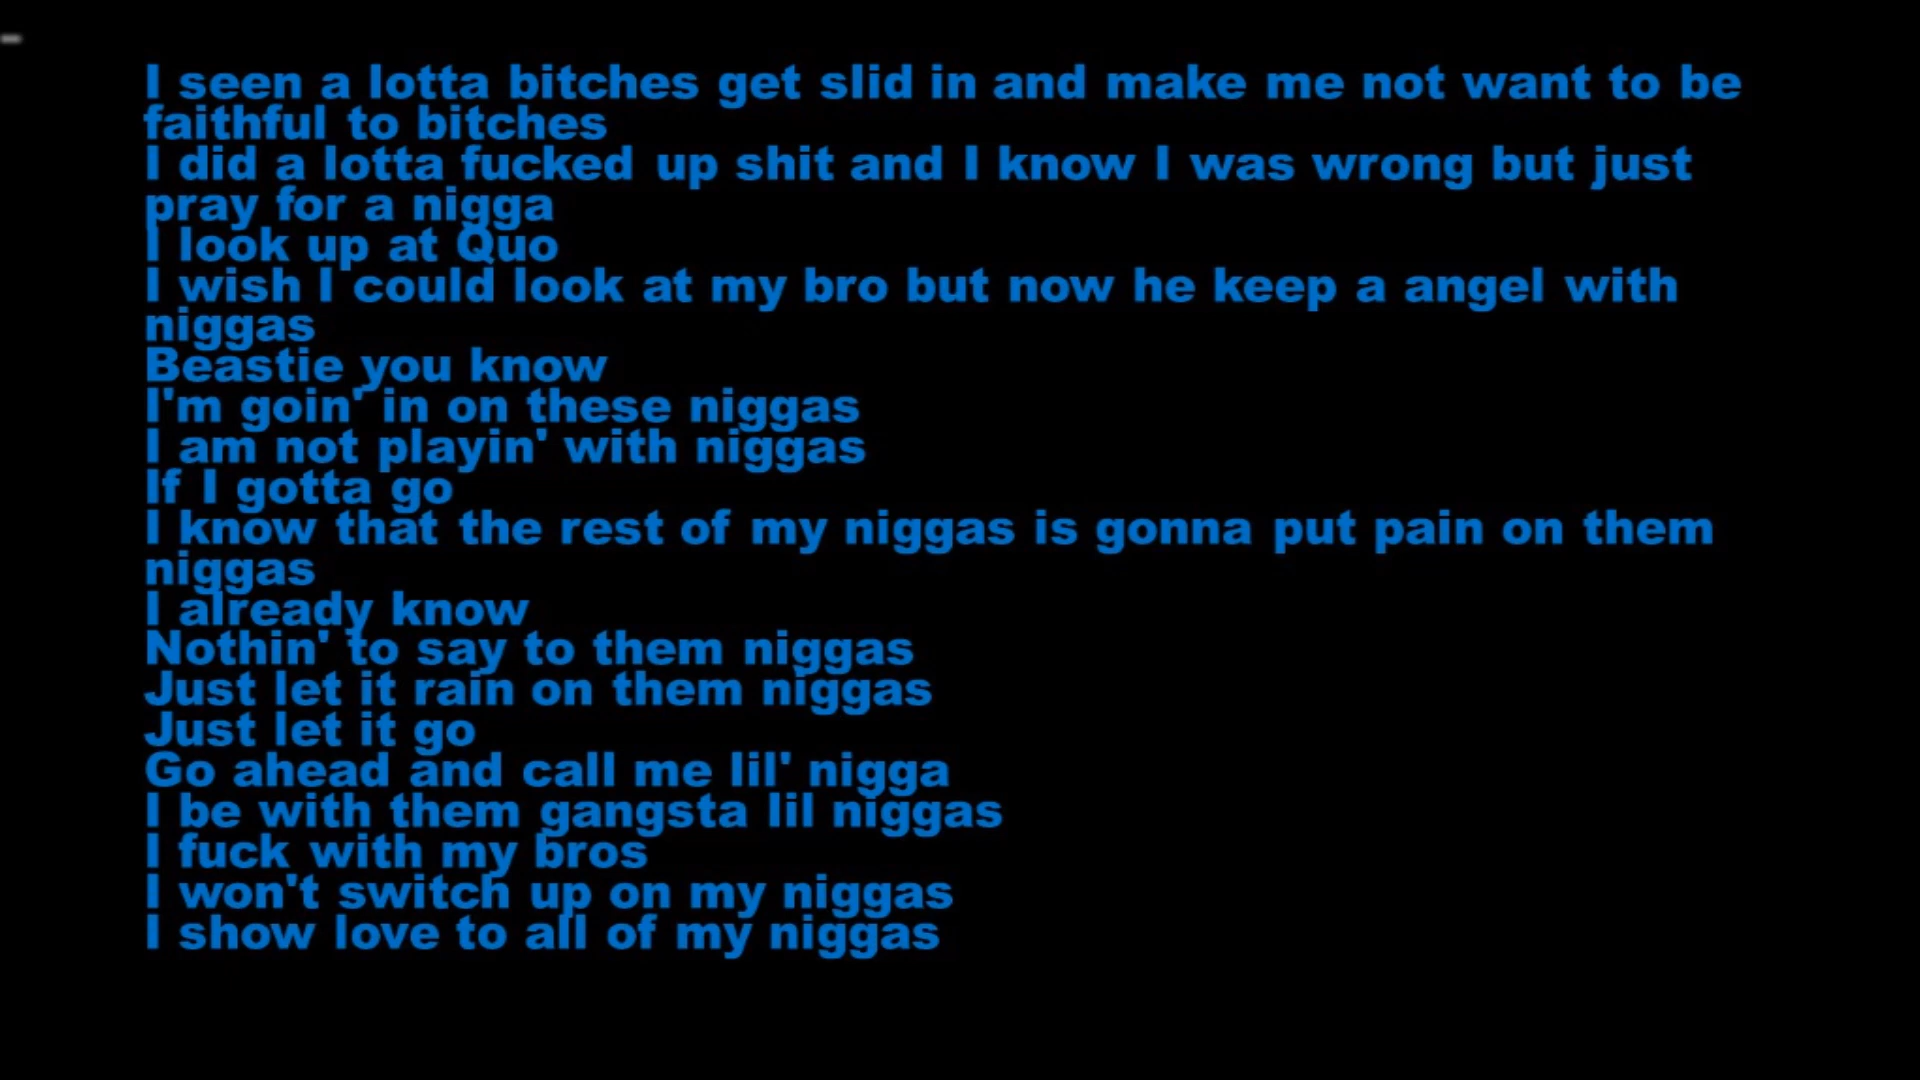 I seen a lotta bitches get slid in and make me not want to be
faithful to bitches
I did a lotta fucked up shit and I know I was wrong but just
pray for a nigga
I look up at Quo
I wish I could look at my bro but now he keep a angel with
niggas
Beastie you know
I'm goin' in on these niggas
I am not playin' with niggas
If I gotta go
I know that the rest of my niggas is gonna put pain on them
niggas
I already know
Nothin' to say to them niggas
Just let it rain on them niggas
Just let it go
Go ahead and call me lil' nigga
I be with them gangsta lil niggas
I fuck with my bros
I won't switch up on my niggas
I show love to all of my niggas